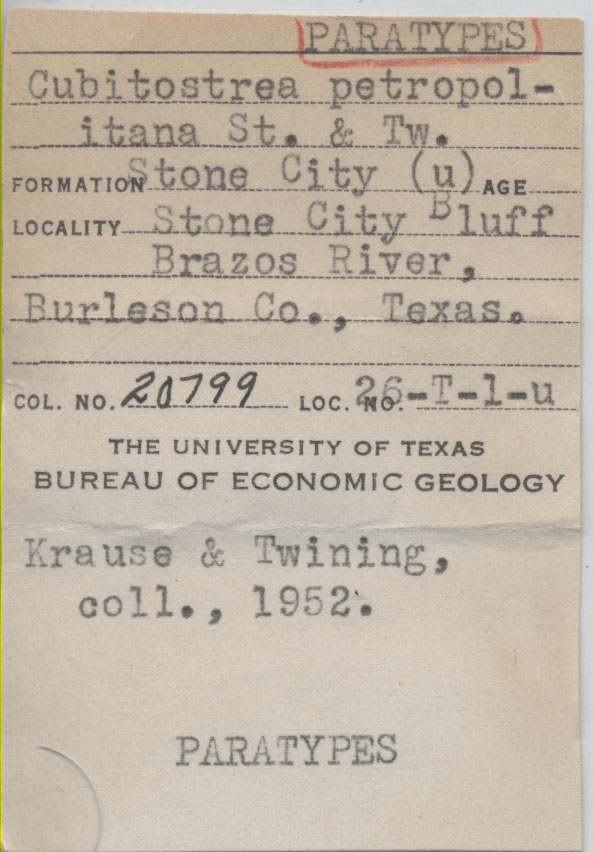 PARATYPES
Cubitostrea petropol-
itana St. & Tw.
FORMATION Stone City (u) AGE
LOCALITY Stone City Bluff
Brazos River,
Burleson Co., Texas.
COL. NO. 20799 LOC. NO. 26-T-1-u
THE UNIVERSITY OF TEXAS
BUREAU OF ECONOMIC GEOLOGY
Krause & Twining,
coll., 1952.
PARATYPES